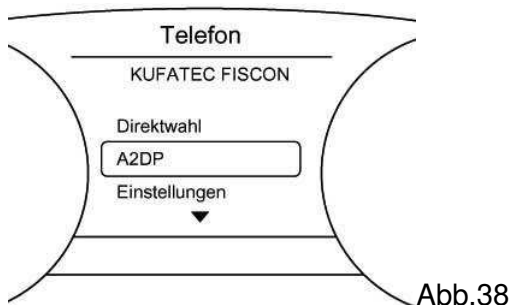 Telefon
KUFATEC FISCON
Direktwahl
A2DP
Einstellungen
Abb.38